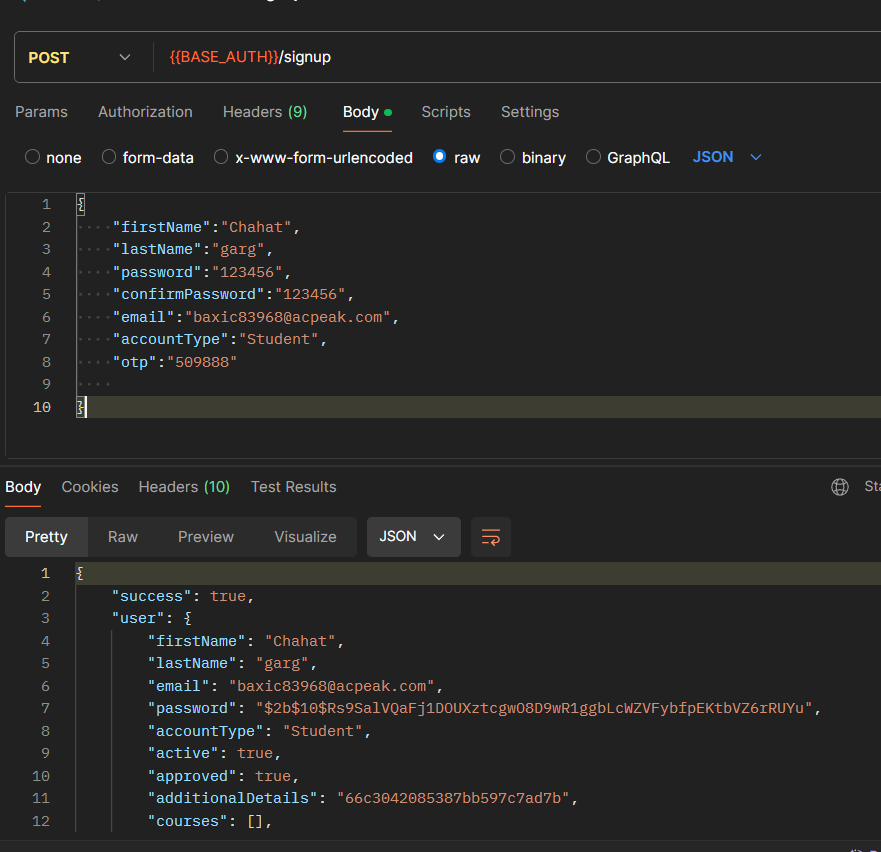 POST {{BASE_AUTH}}/signup
Params Authorization Headers (9) Body Scripts Settings
none form-data x-www-form-urlencoded raw binary GraphQL JSON
1 {
2 "firstName":"Chahat",
3 "lastName":"garg",
4 "password":"123456",
5 "confirmPassword":"123456",
6 "email":"baxic83968@acpeak.com",
7 "accountType":"Student",
8 "otp":"509888"
9
10 }
Body Cookies Headers (10) Test Results
Pretty Raw Preview Visualize JSON
1 {
2 "success": true,
3 "user": {
4 "firstName": "Chahat",
5 "lastName": "garg",
6 "email": "baxic83968@acpeak.com",
7 "password": "$2b$10$Rs9SalVQaFj1DOUXztcgwO8D9wR1ggbLcWZVFybfpEKtbVZ6rRUYu",
8 "accountType": "Student",
9 "active": true,
10 "approved": true,
11 "additionalDetails": "66c3042085387bb597c7ad7b",
12 "courses": [],